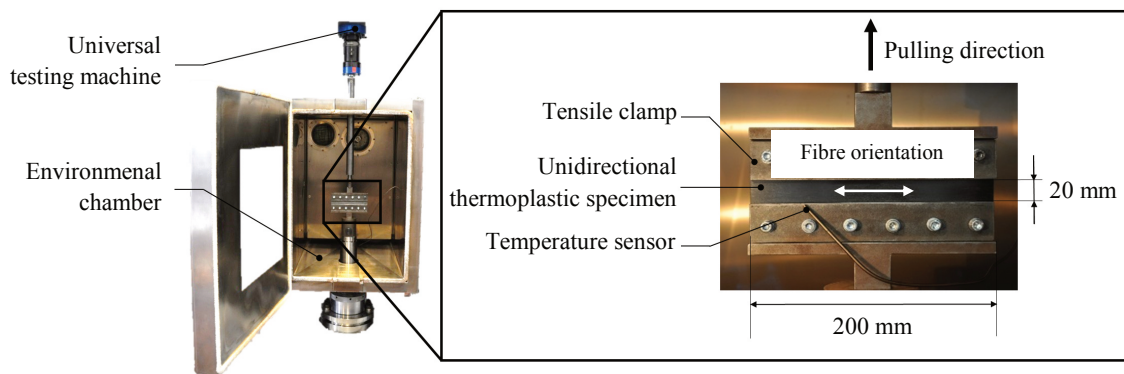 Universal
testing machine
Environmenal
chamber
Pulling direction
Tensile clamp
Fibre orientation
Unidirectional
thermoplastic specimen
20 mm
Temperature sensor
200 mm